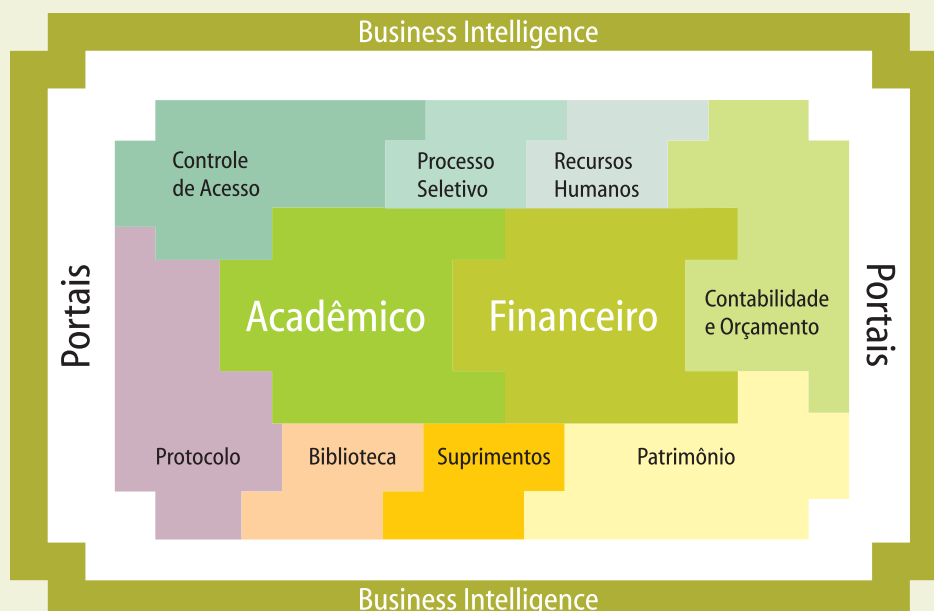 Business Intelligence
Controle
de Acesso
Processo
Seletivo
Recursos
Humanos
Portais
Acadêmico
Financeiro
Contabilidade
e Orçamento
Portais
Protocolo
Biblioteca
Suprimentos
Patrimônio
Business Intelligence